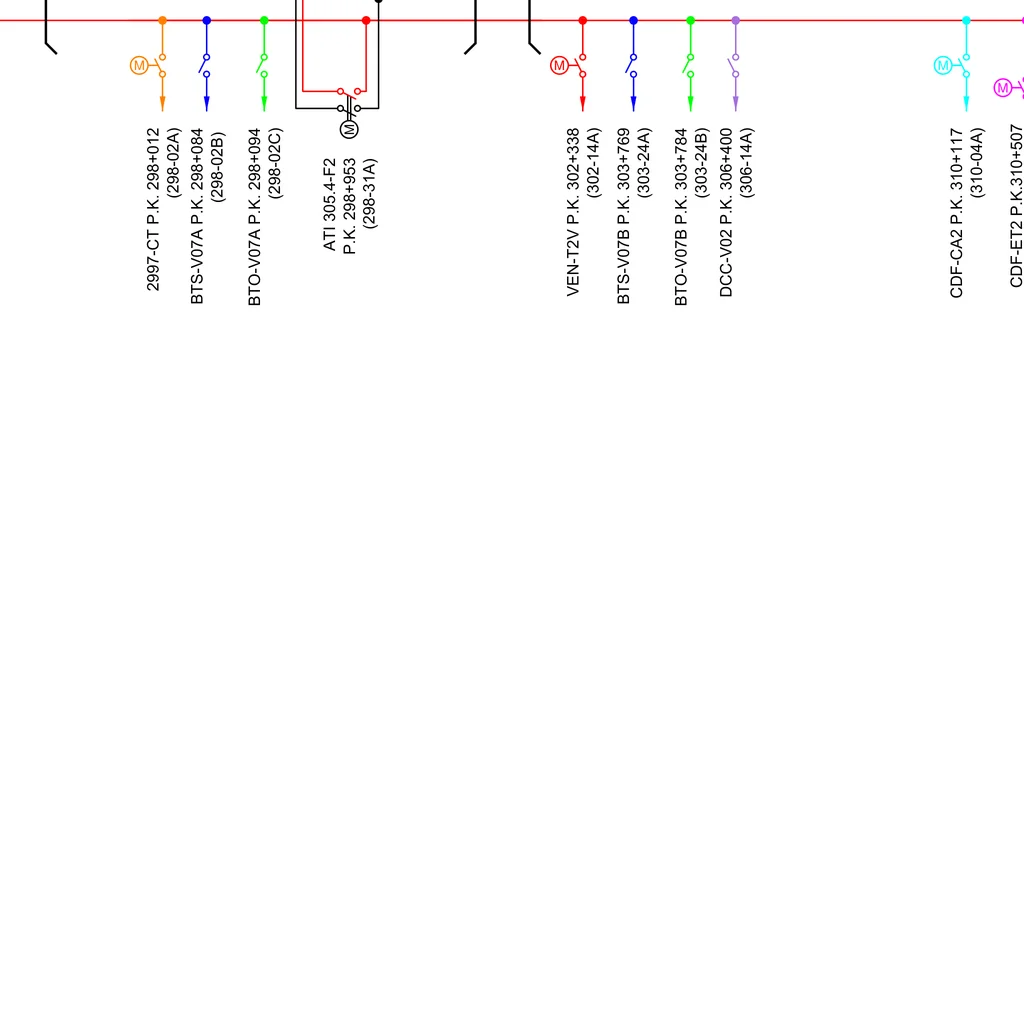 M
2997-CT P.K. 298+012
(298-02A)
BTS-V07A P.K. 298+084
(298-02B)
BTO-V07A P.K. 298+094
(298-02C)
M
ATI 305.4-F2
P.K. 298+953
(298-31A)
M
VEN-T2V P.K. 302+338
(302-14A)
BTS-V07B P.K. 303+769
(303-24A)
BTO-V07B P.K. 303+784
(303-24B)
DCC-V02 P.K. 306+400
(306-14A)
M
CDF-CA2 P.K. 310+117
(310-04A)
M
CDF-ET2 P.K.310+507